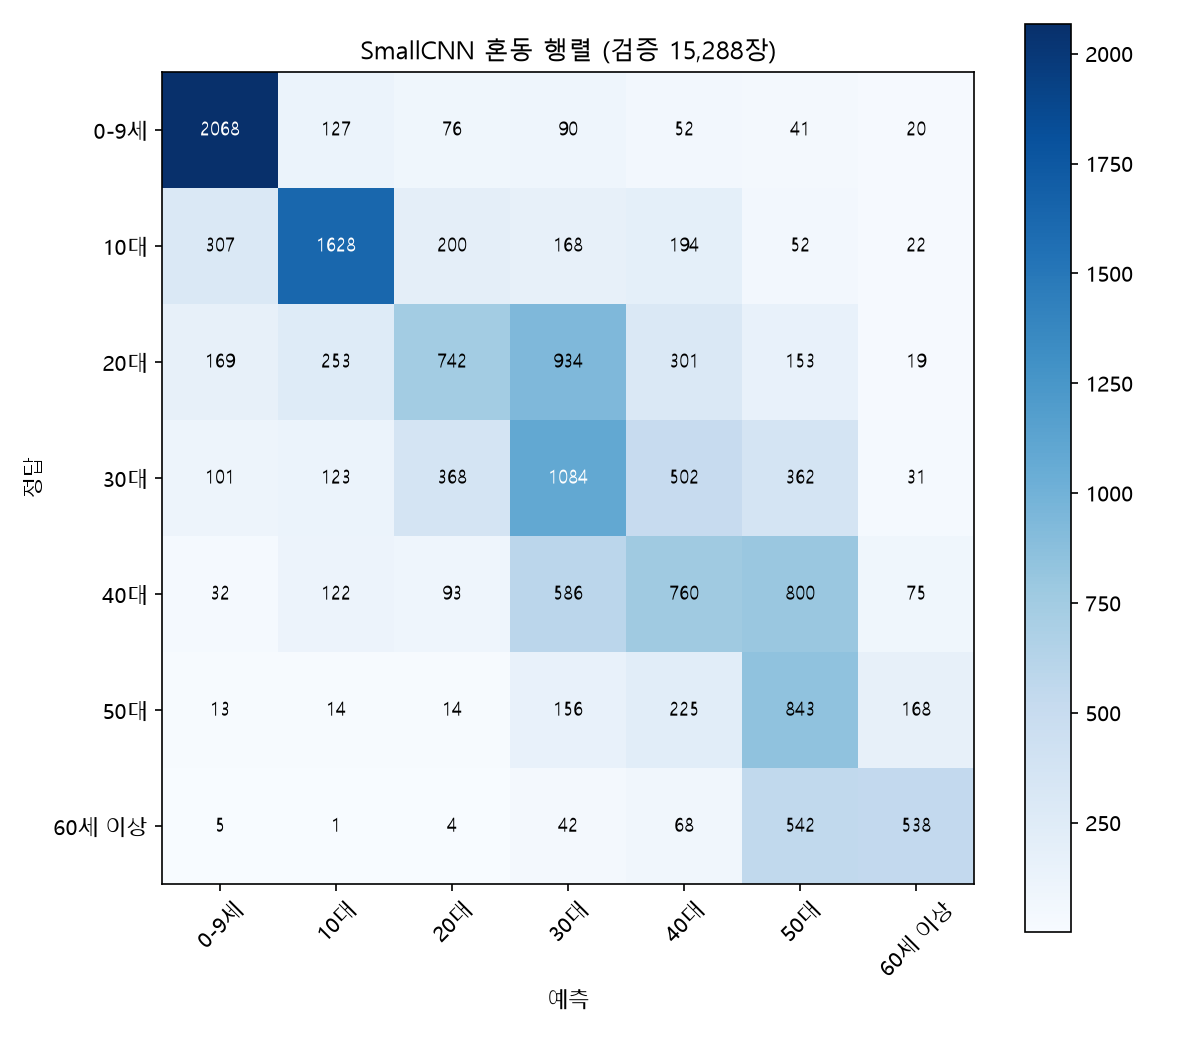 SmallCNN 혼동 행렬 (검증 15,288장)
0-9세 2068 127 76 90 52 41 20
10대 307 1628 200 168 194 52 22
20대 169 253 742 934 301 153 19
30대 101 123 368 1084 502 362 31
40대 32 122 93 586 760 800 75
50대 13 14 14 156 225 843 168
60세 이상 5 1 4 42 68 542 538
정답
0-9세 10대 20대 30대 40대 50대 60세 이상
예측
2000
1750
1500
1250
1000
750
500
250